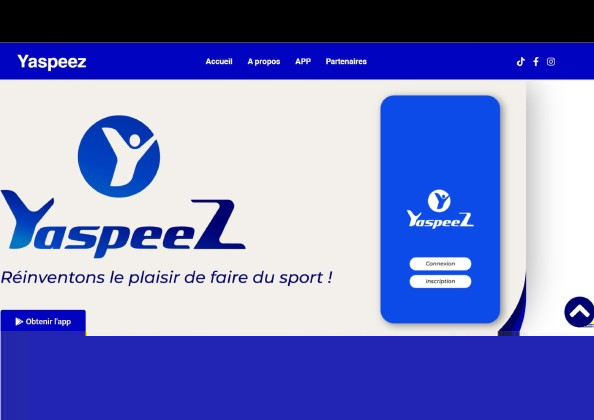 Yaspeez
Accueil
A propos
APP
Partenaires
YaspeeZ
Réinventons le plaisir de faire du sport !
Obtenir l'app
YaspeeZ
Connexion
Inscription